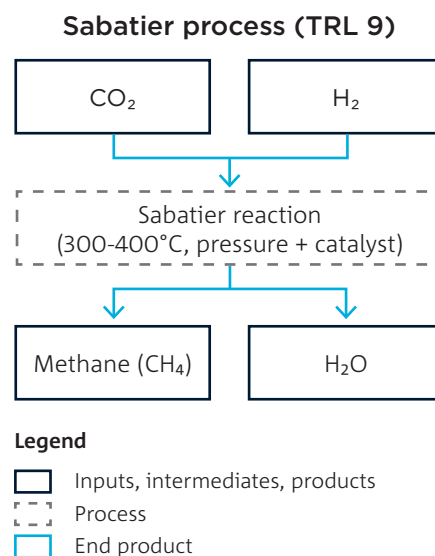 Sabatier process (TRL 9)
CO₂
H₂
Sabatier reaction
(300-400°C, pressure + catalyst)
Methane (CH₄)
H₂O
Legend
Inputs, intermediates, products
Process
End product